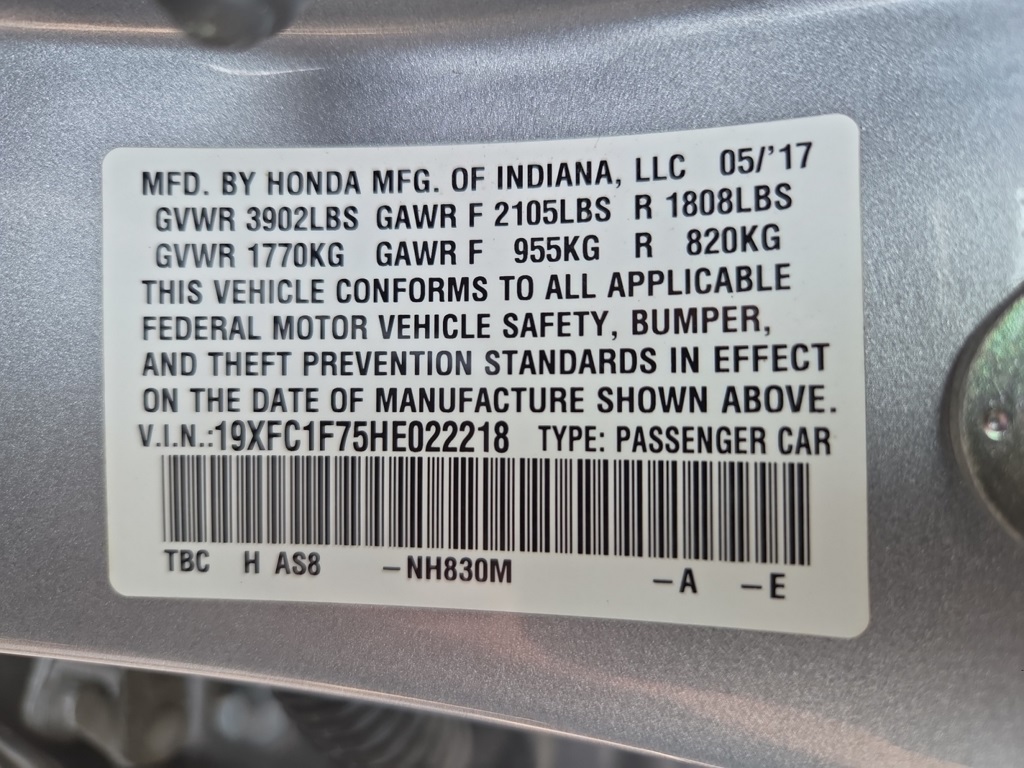 MFD. BY HONDA MFG. OF INDIANA, LLC 05/'17
GVWR 3902LBS GAWR F 2105LBS R 1808LBS
GVWR 1770KG GAWR F 955KG R 820KG
THIS VEHICLE CONFORMS TO ALL APPLICABLE
FEDERAL MOTOR VEHICLE SAFETY, BUMPER,
AND THEFT PREVENTION STANDARDS IN EFFECT
ON THE DATE OF MANUFACTURE SHOWN ABOVE.
V.I.N.:19XFC1F75HE022218 TYPE: PASSENGER CAR
TBC H AS8 –NH830M –A –E